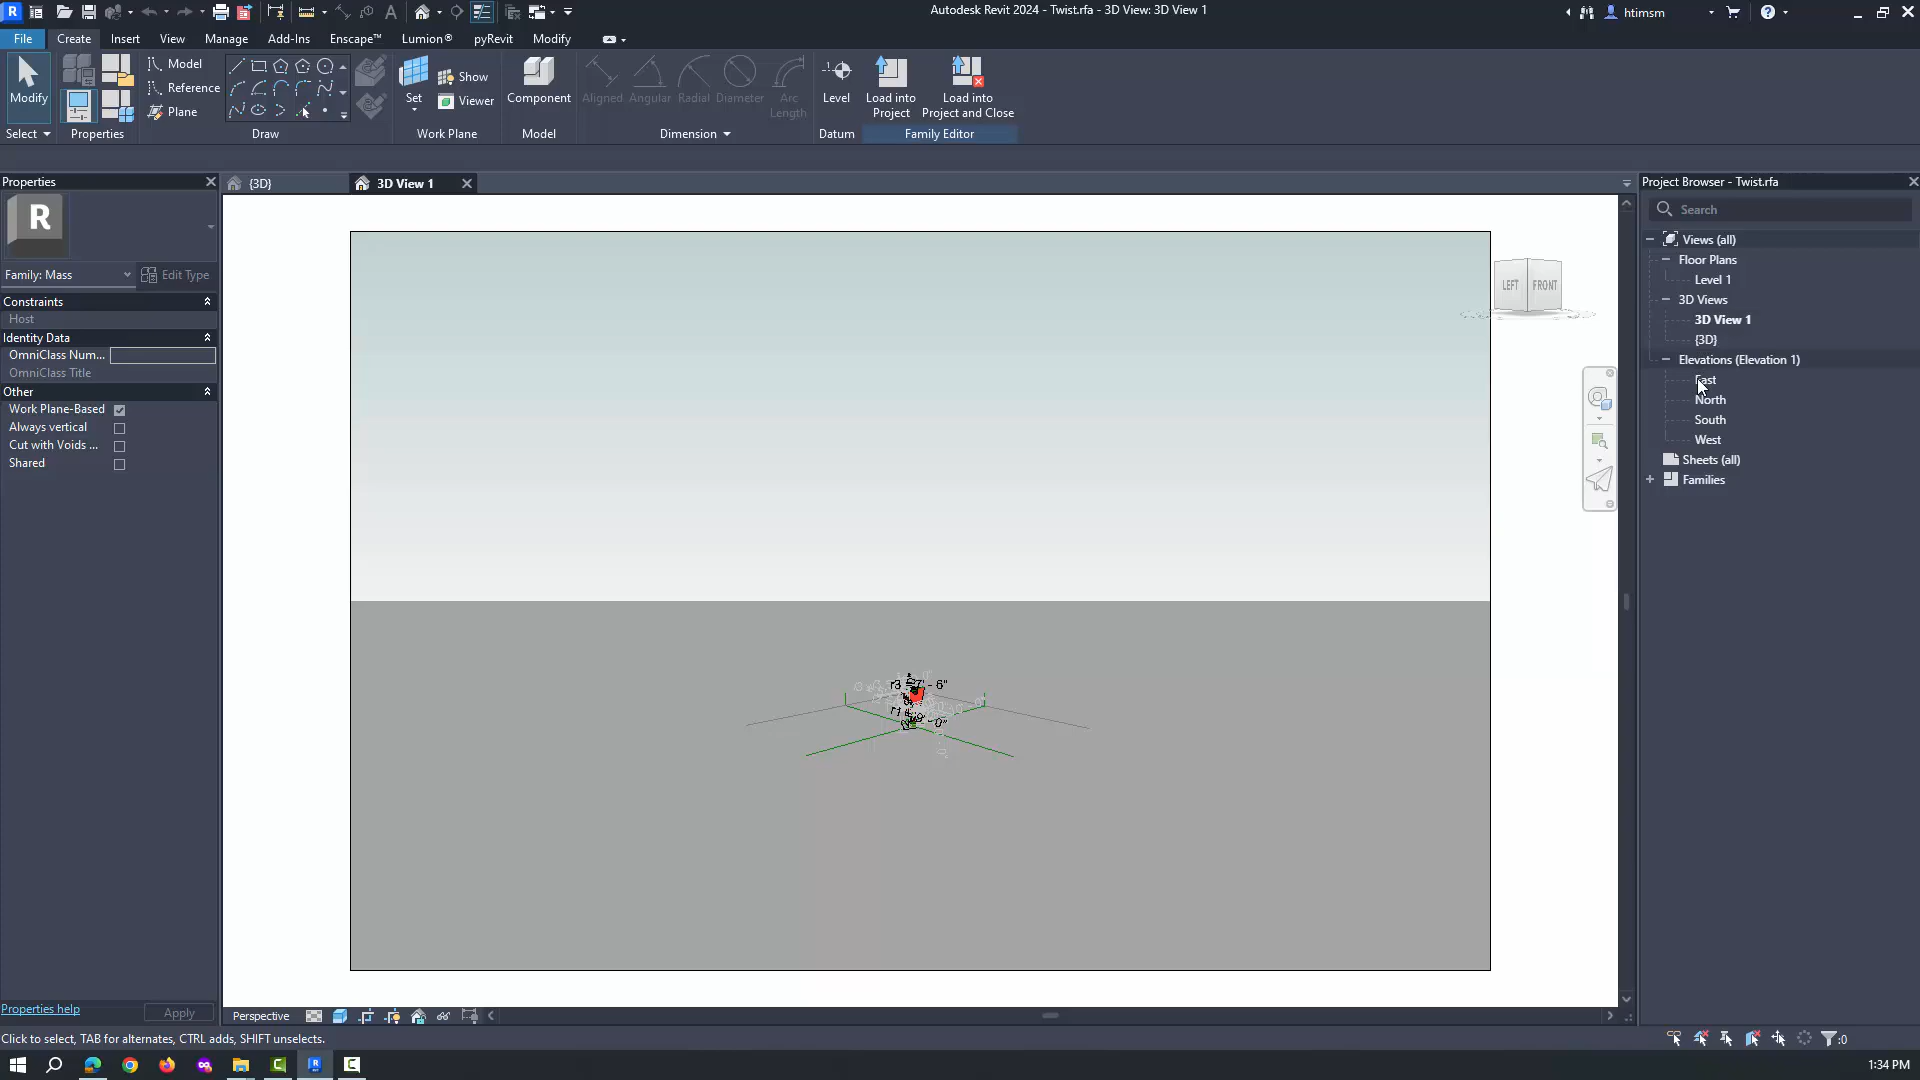 Autodesk Revit 2024 - Twist.rfa - 3D View: 3D View 1
htimsm
File Create Insert View Manage Add-Ins Enscape™ Lumion® pyRevit Modify
Modify
Select
Properties
Model
Reference
Plane
Draw
Set
Show
Viewer
Work Plane
Component
Model
Aligned Angular Radial Diameter Arc Length
Dimension
Level
Datum
Load into Project
Load into Project and Close
Family Editor
Properties
{3D}
3D View 1
Project Browser - Twist.rfa
R
Family: Mass
Edit Type
Constraints
Host
Identity Data
OmniClass Num...
OmniClass Title
Other
Work Plane-Based
Always vertical
Cut with Voids ...
Shared
Properties help
Apply
LEFT FRONT
Search
Views (all)
Floor Plans
Level 1
3D Views
3D View 1
{3D}
Elevations (Elevation 1)
East
North
South
West
Sheets (all)
Families
Perspective
Click to select, TAB for alternates, CTRL adds, SHIFT unselects.
:0
1:34 PM